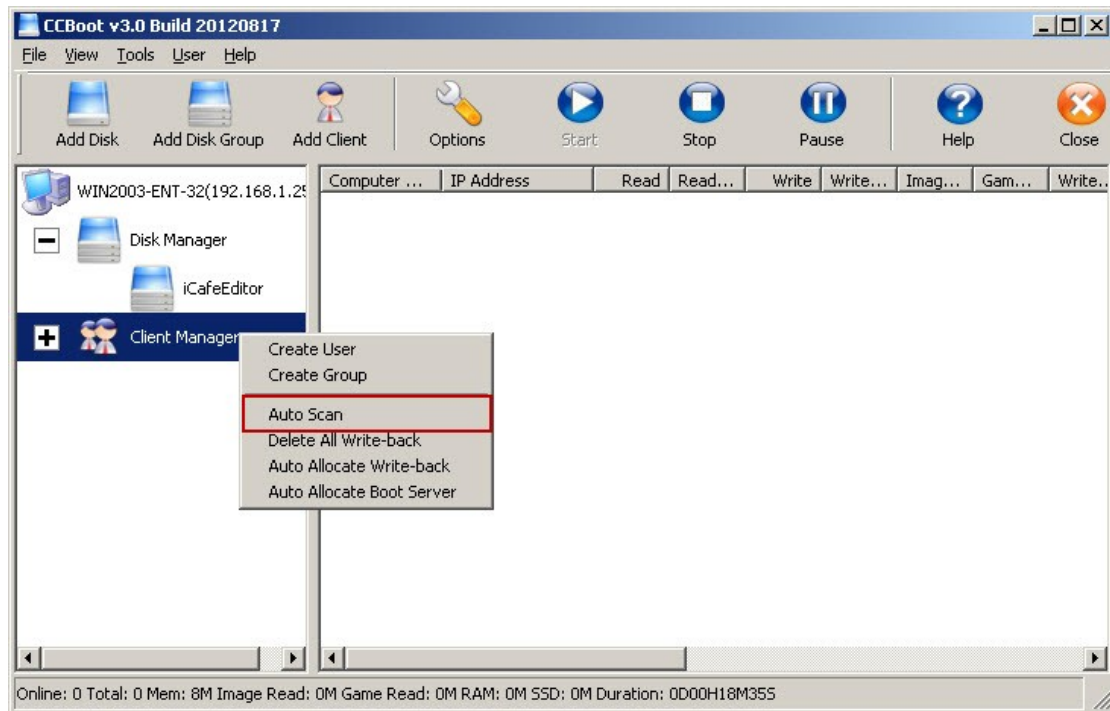 CCBoot v3.0 Build 20120817
File View Tools User Help
Add Disk Add Disk Group Add Client Options Start Stop Pause Help Close
WIN2003-ENT-32(192.168.1.25
Computer ... IP Address Read Read... Write Write... Imag... Gam... Write..
Disk Manager
iCafeEditor
Client Manager
Create User
Create Group
Auto Scan
Delete All Write-back
Auto Allocate Write-back
Auto Allocate Boot Server
Online: 0 Total: 0 Mem: 8M Image Read: 0M Game Read: 0M RAM: 0M SSD: 0M Duration: 0D00H18M35S